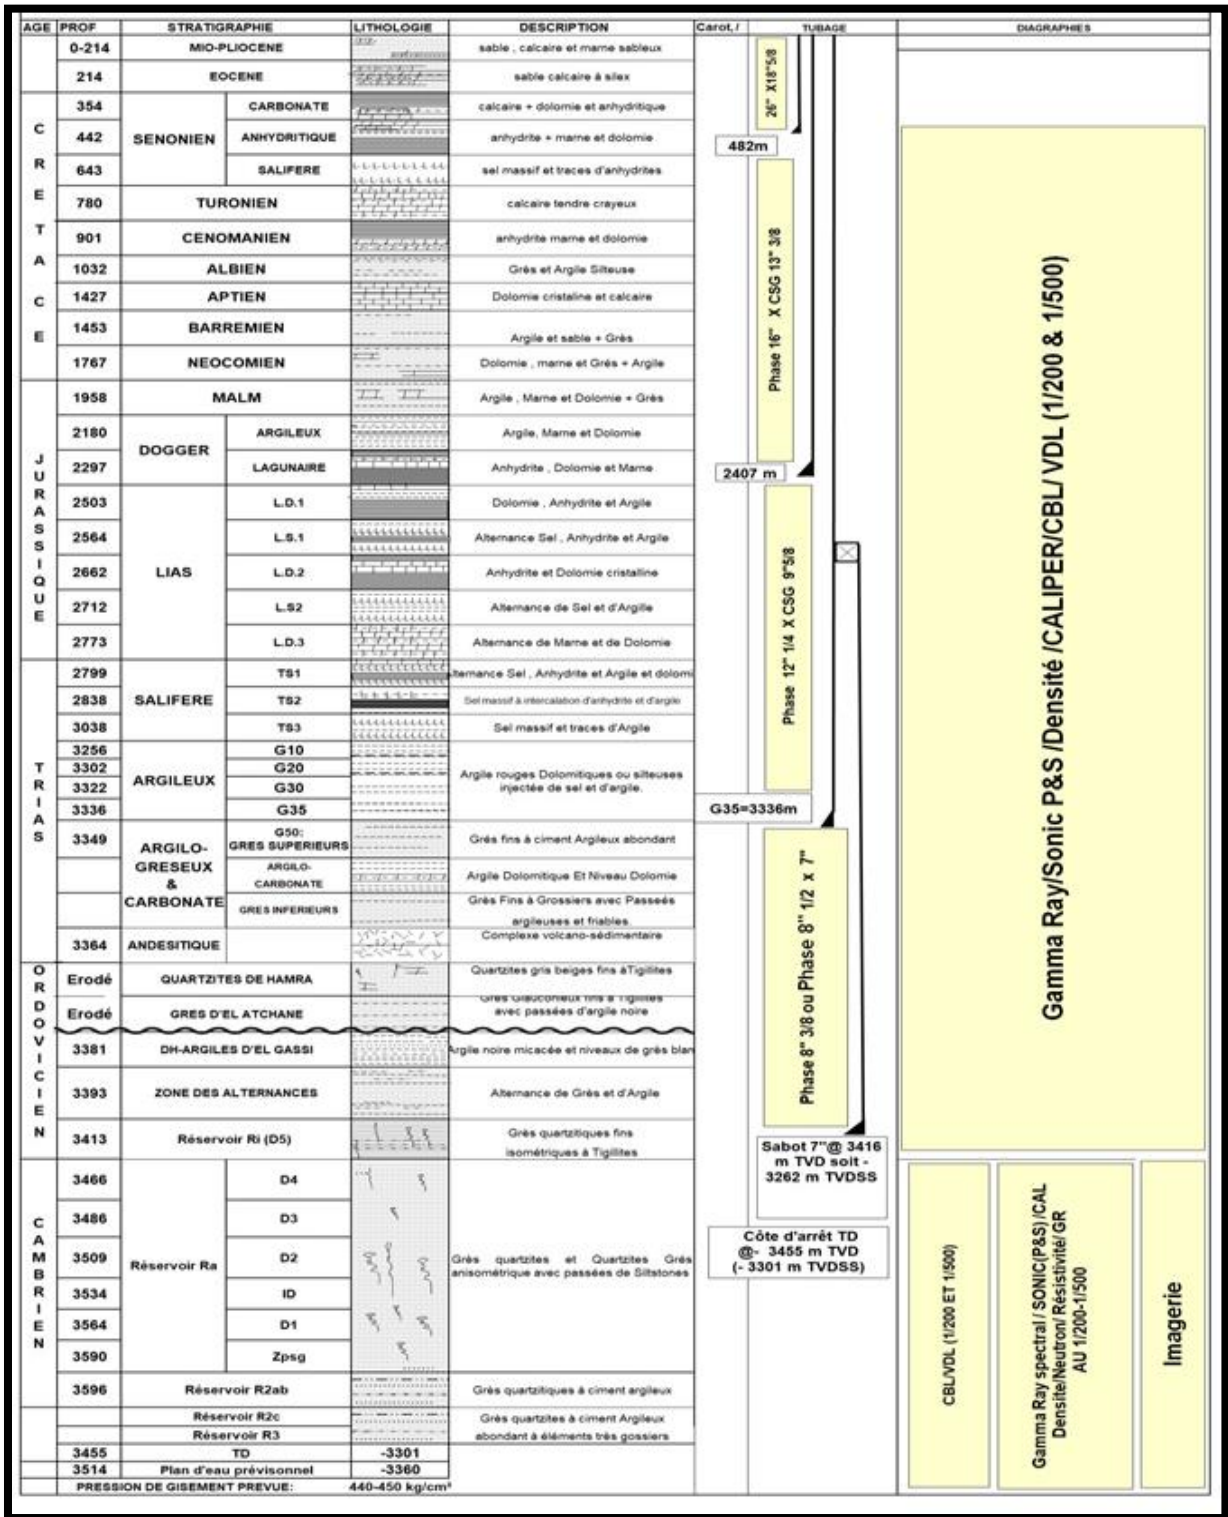 AGE PROF STRATIGRAPHIE LITHOLOGIE DESCRIPTION Carot, / TUBAGE DIAGRAPHIES
0-214 MIO-PLIOCENE sable , calcaire et marne sableux
214 EOCENE sable calcaire à silex
CRETACE
SENONIEN
354 CARBONATE calcaire + dolomie et anhydritique
442 ANHYDRITIQUE anhydrite + marne et dolomie
643 SALIFERE sel massif et traces d'anhydrites
780 TURONIEN calcaire tendre crayeux
901 CENOMANIEN anhydrite marne et dolomie
1032 ALBIEN Grès et Argile Silteuse
1427 APTIEN Dolomie cristaline et calcaire
1453 BARREMIEN Argile et sable + Grès
1767 NEOCOMIEN Dolomie , marne et Grès + Argile
JURASSIQUE
1958 MALM Argile , Marne et Dolomie + Grès
DOGGER
2180 ARGILEUX Argile, Marne et Dolomie
2297 LAGUNAIRE Anhydrite , Dolomie et Marne
LIAS
2503 L.D.1 Dolomie , Anhydrite et Argile
2564 L.S.1 Alternance Sel , Anhydrite et Argile
2662 L.D.2 Anhydrite et Dolomie cristalline
2712 L.S2 Alternance de Sel et d'Argille
2773 L.D.3 Alternance de Marne et de Dolomie
TRIAS
SALIFERE
2799 TS1 lternance Sel , Anhydrite et Argile et dolomi
2838 TS2 Sel massif à intercalation d'anhydrite et d'argile
3038 TS3 Sel massif et traces d'Argile
ARGILEUX
3256 G10
3302 G20
3322 G30
3336 G35
Argile rouges Dolomitiques ou silteuses
injectée de sel et d'argile.
ARGILO-
GRESEUX
&
CARBONATE
3349 G50:
GRES SUPERIEURS Grés fins à ciment Argileux abondant
ARGILO-
CARBONATE Argile Dolomitique Et Niveau Dolomie
GRES INFERIEURS Grès Fins à Grossiers avec Passeés
argileuses et friables.
3364 ANDESITIQUE Complexe volcano-sédimentaire
ORDOVICIEN
Erodé QUARTZITES DE HAMRA Quartzites gris beiges fins àTigillites
Erodé GRES D'EL ATCHANE Grès Glauconieux fins à Tigillites
avec passées d'argile noire
3381 DH-ARGILES D'EL GASSI Argile noire micacée et niveaux de grès blan
3393 ZONE DES ALTERNANCES Alternance de Grès et d'Argile
3413 Réservoir Ri (D5) Grès quartzitiques fins
isométriques à Tigillites
CAMBRIEN
Réservoir Ra
3466 D4
3486 D3
3509 D2
3534 ID
3564 D1
3590 Zpsg
Grès quartzites et Quartzites Grés
anisométrique avec passées de Siltstones
3596 Réservoir R2ab Grés quartzitiques à ciment argileux
Réservoir R2c Grès quartzites à ciment Argileux
Réservoir R3 abondant à éléments très gossiers
3455 TD -3301
3514 Plan d'eau prévisonnel -3360
PRESSION DE GISEMENT PREVUE: 440-450 kg/cm²
26" X18"5/8
482m
Phase 16" X CSG 13" 3/8
2407 m
Phase 12" 1/4 X CSG 9"5/8
G35=3336m
Phase 8" 3/8 ou Phase 8" 1/2 x 7"
Sabot 7"@ 3416
m TVD soit -
3262 m TVDSS
Côte d'arrêt TD
@- 3455 m TVD
(- 3301 m TVDSS)
Gamma Ray/Sonic P&S /Densité /CALIPER/CBL/ VDL (1/200 & 1/500)
CBL/VDL (1/200 ET 1/500)
Gamma Ray spectral / SONIC(P&S) /CAL
Densite/Neutron/ Résistivité/ GR
AU 1/200-1/500
Imagerie